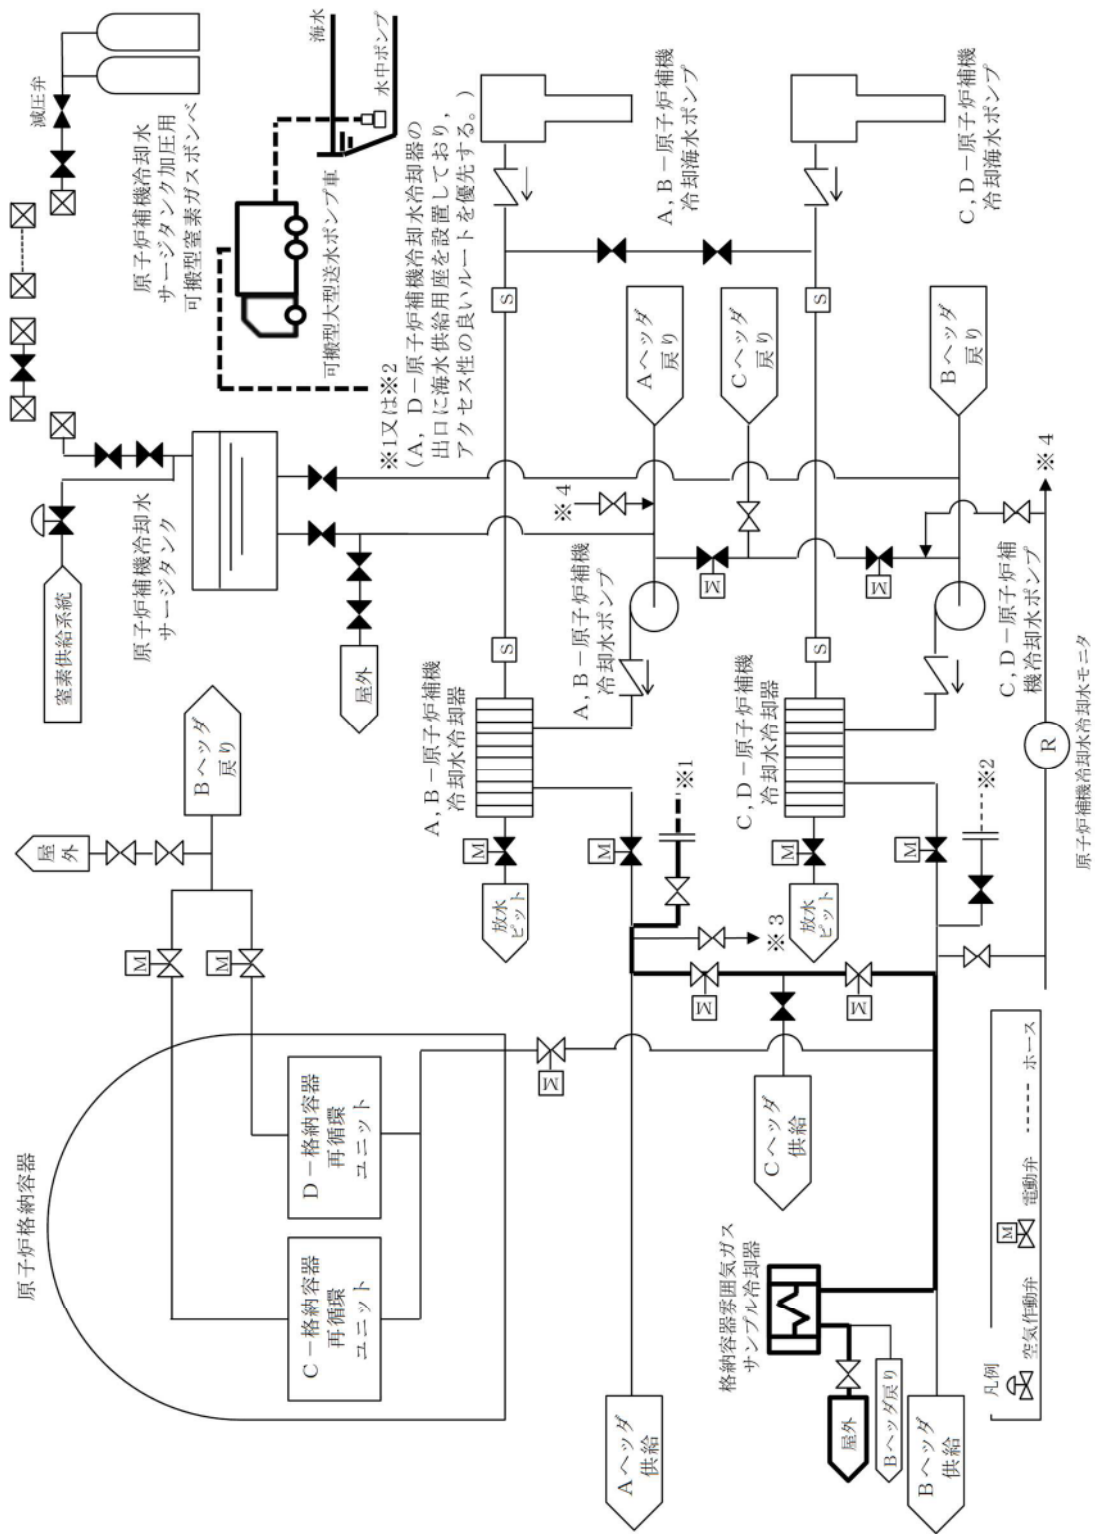 原子炉格納容器
C－格納容器
再循環
ユニット
D－格納容器
再循環
ユニット
M
M
屋
外
Bヘッダ
戻り
窒素供給系統
原子炉補機冷却水
サージタンク
減圧弁
原子炉補機冷却水
サージタンク加圧用
可搬型窒素ガスボンベ
海水
水中ポンプ
可搬型大型送水ポンプ車
※1又は※2
(A，D－原子炉補機冷却水冷却器の
出口に海水供給用座を設置しており，
アクセス性の良いルートを優先する。)
屋外
A,B－原子炉補機
冷却水冷却器
M
放水
ピット
S
S
A,B－原子炉補機
冷却海水ポンプ
M
※1
※3
A,B－原子炉補機
冷却水ポンプ
※4
Aヘッダ
戻り
Cヘッダ
戻り
M
M
M
M
M
Aヘッダ
供給
Cヘッダ
供給
C,D－原子炉補機
冷却水冷却器
M
放水
ピット
S
S
C,D－原子炉補機
冷却海水ポンプ
格納容器雰囲気ガス
サンプル冷却器
屋外
Bヘッダ戻り
Bヘッダ
供給
M
※2
C,D－原子炉補
機冷却水ポンプ
Bヘッダ
戻り
R
原子炉補機冷却水冷却水モニタ
※4
凡例
空気作動弁
M
電動弁
ホース